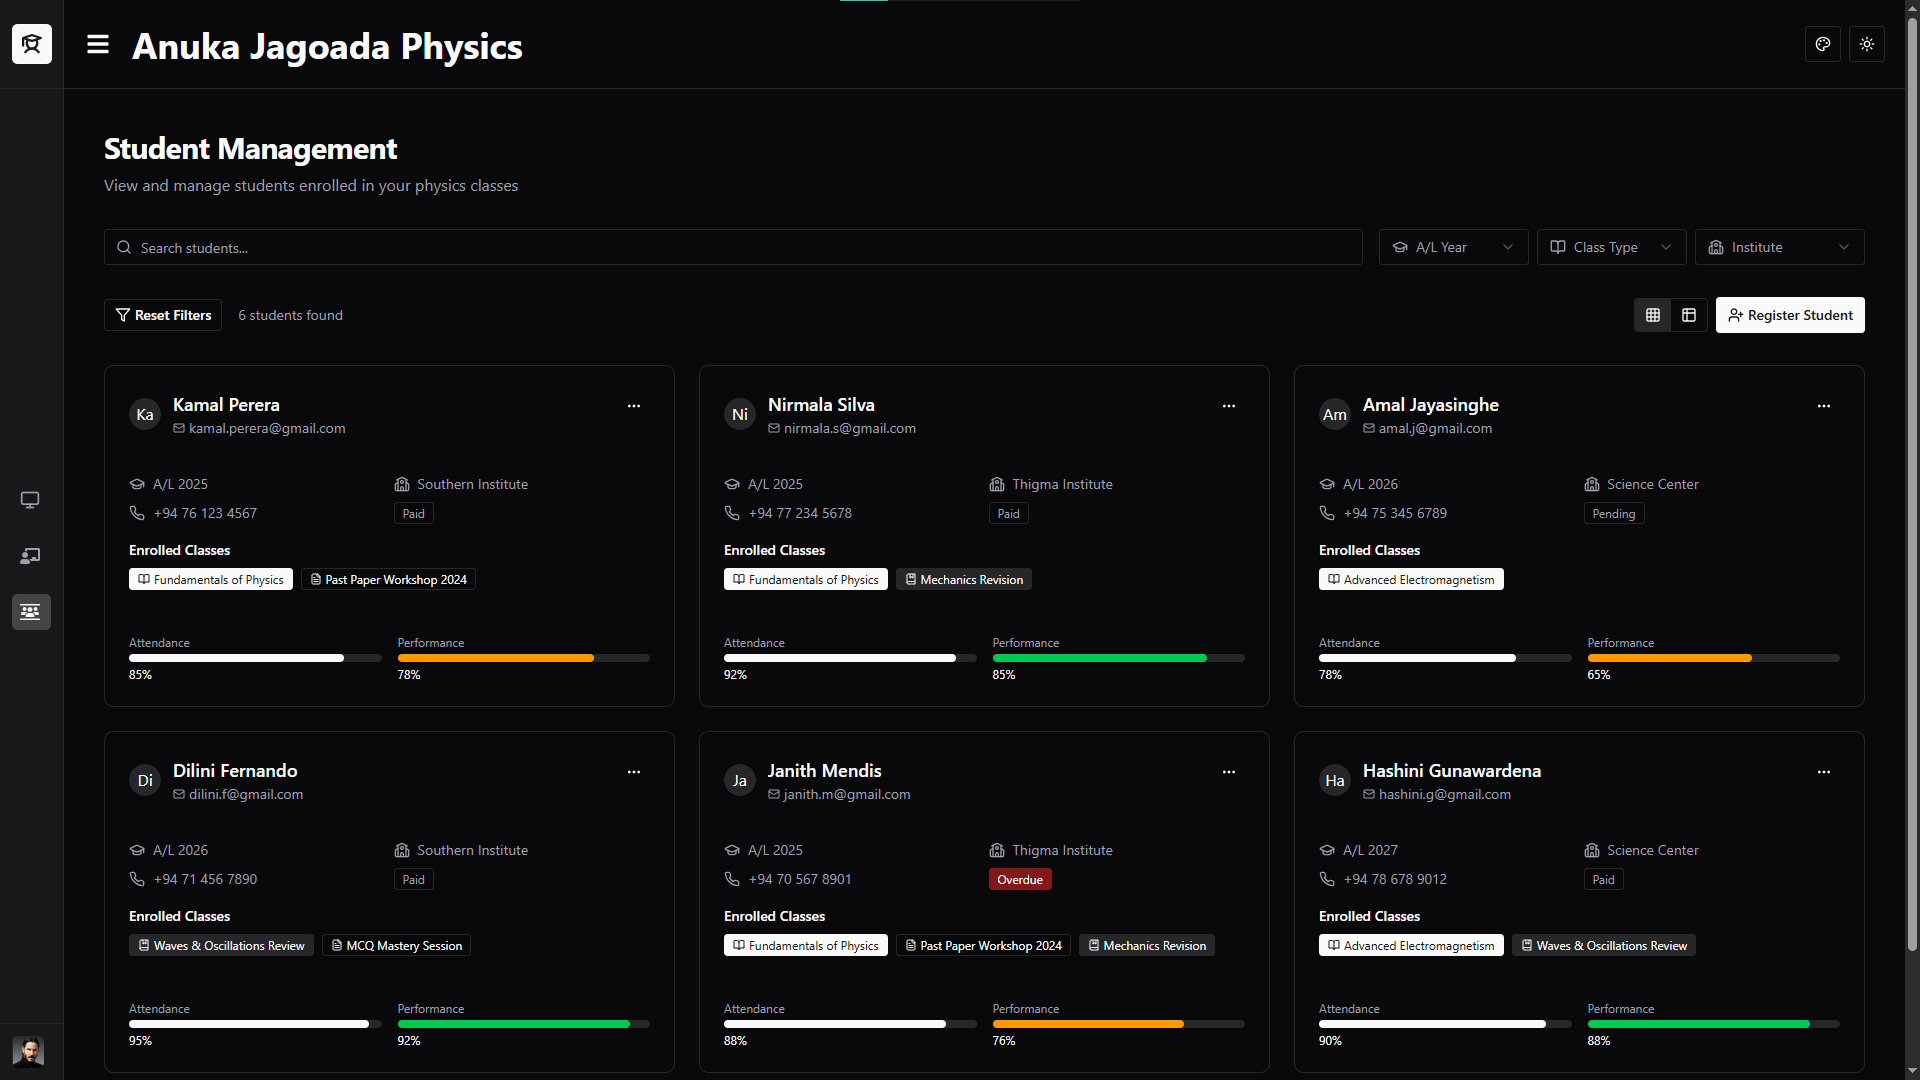 Anuka Jagoada Physics
Student Management
View and manage students enrolled in your physics classes
Search students...
A/L Year
Class Type
Institute
Reset Filters
6 students found
Register Student
Ka
Kamal Perera
kamal.perera@gmail.com
A/L 2025
Southern Institute
+94 76 123 4567
Paid
Enrolled Classes
Fundamentals of Physics
Past Paper Workshop 2024
Attendance
Performance
85%
78%
Ni
Nirmala Silva
nirmala.s@gmail.com
A/L 2025
Thigma Institute
+94 77 234 5678
Paid
Enrolled Classes
Fundamentals of Physics
Mechanics Revision
Attendance
Performance
92%
85%
Am
Amal Jayasinghe
amal.j@gmail.com
A/L 2026
Science Center
+94 75 345 6789
Pending
Enrolled Classes
Advanced Electromagnetism
Attendance
Performance
78%
65%
Di
Dilini Fernando
dilini.f@gmail.com
A/L 2026
Southern Institute
+94 71 456 7890
Paid
Enrolled Classes
Waves & Oscillations Review
MCQ Mastery Session
Attendance
Performance
95%
92%
Ja
Janith Mendis
janith.m@gmail.com
A/L 2025
Thigma Institute
+94 70 567 8901
Overdue
Enrolled Classes
Fundamentals of Physics
Past Paper Workshop 2024
Mechanics Revision
Attendance
Performance
88%
76%
Ha
Hashini Gunawardena
hashini.g@gmail.com
A/L 2027
Science Center
+94 78 678 9012
Paid
Enrolled Classes
Advanced Electromagnetism
Waves & Oscillations Review
Attendance
Performance
90%
88%